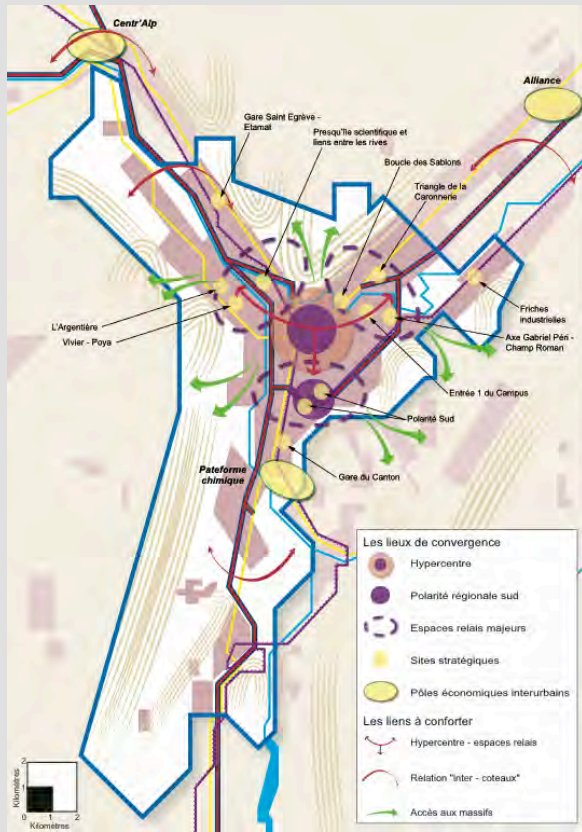 Centr'Alp
Alliance
Gare Saint Egrève -
Etamat
Presqu'île scientifique et
liens entre les rives
Boucle des Sablons
Triangle de la
Caronnerie
L'Argentière
Vivier - Poya
Friches
industrielles
Axe Gabriel Péri -
Champ Roman
Entrée 1 du Campus
Polarité Sud
Gare du Canton
Pateforme
chimique
Les lieux de convergence
Hypercentre
Polarité régionale sud
Espaces relais majeurs
Sites stratégiques
Pôles économiques interurbains
Les liens à conforter
Hypercentre - espaces relais
Relation "inter - coteaux"
Accès aux massifs
2
1
0
Kilomètres
0 1 2
Kilomètres